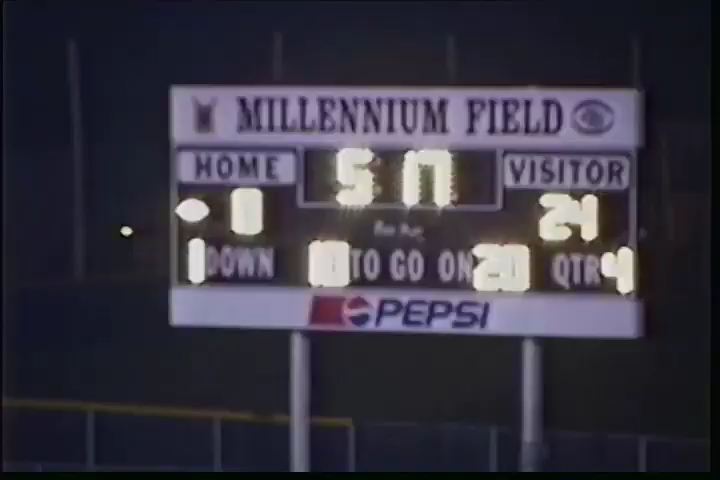 MILLENNIUM FIELD
HOME 5 17 VISITOR
0 24
1 DOWN 10 TO GO ON 20 QTR 4
PEPSI